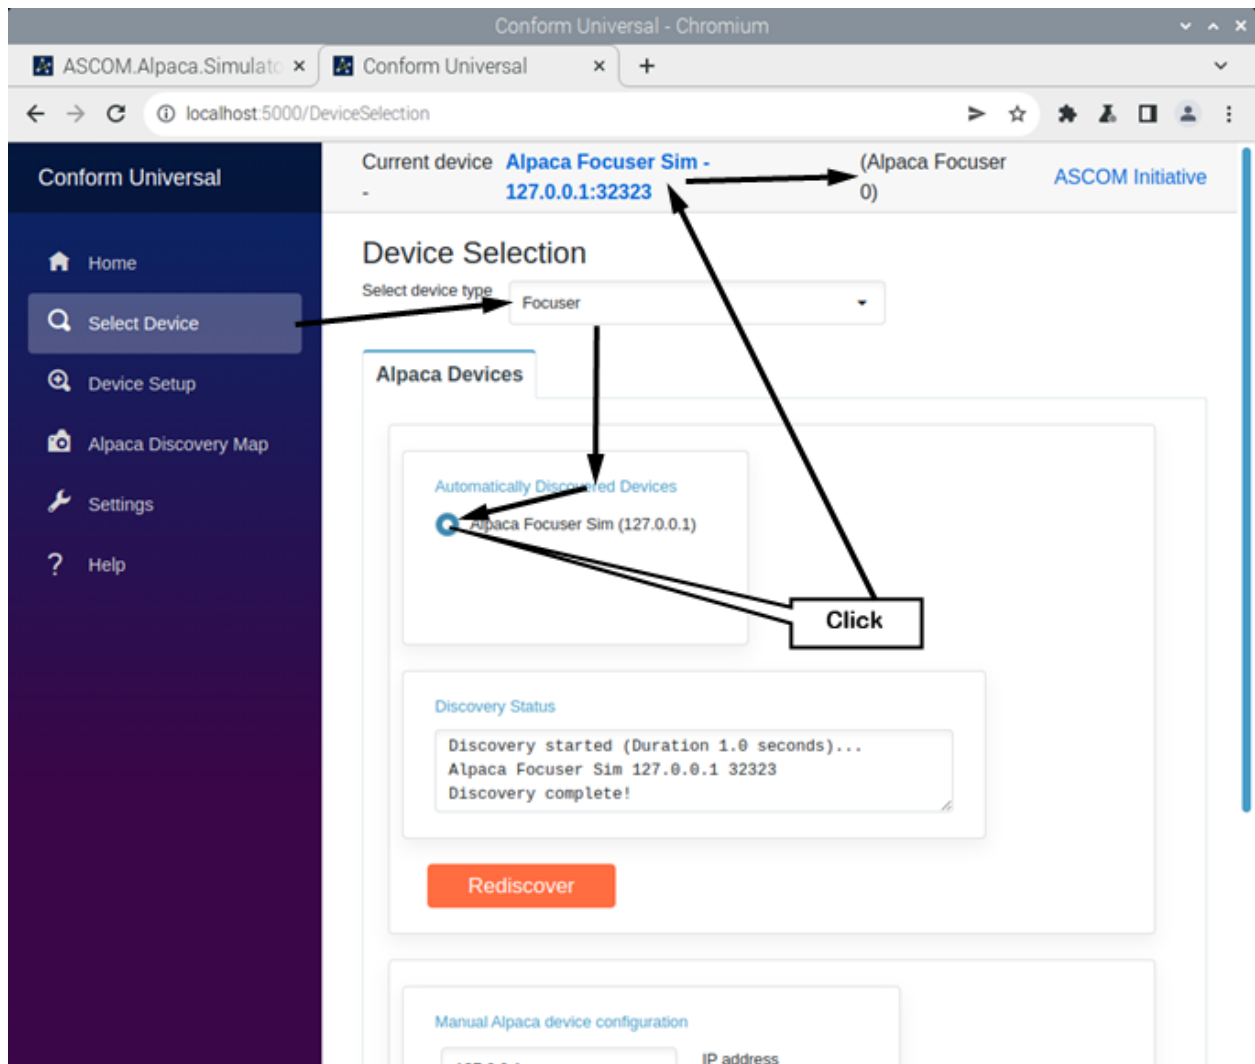 Conform Universal - Chromium
ASCOM.Alpaca.Simulato
Conform Universal
localhost:5000/DeviceSelection
Conform Universal
Current device -
Alpaca Focuser Sim -
127.0.0.1:32323
(Alpaca Focuser
0)
ASCOM Initiative
Home
Select Device
Device Setup
Alpaca Discovery Map
Settings
Help
Device Selection
Select device type
Focuser
Alpaca Devices
Automatically Discovered Devices
Alpaca Focuser Sim (127.0.0.1)
Click
Discovery Status
Discovery started (Duration 1.0 seconds)...
Alpaca Focuser Sim 127.0.0.1 32323
Discovery complete!
Rediscover
Manual Alpaca device configuration
IP address